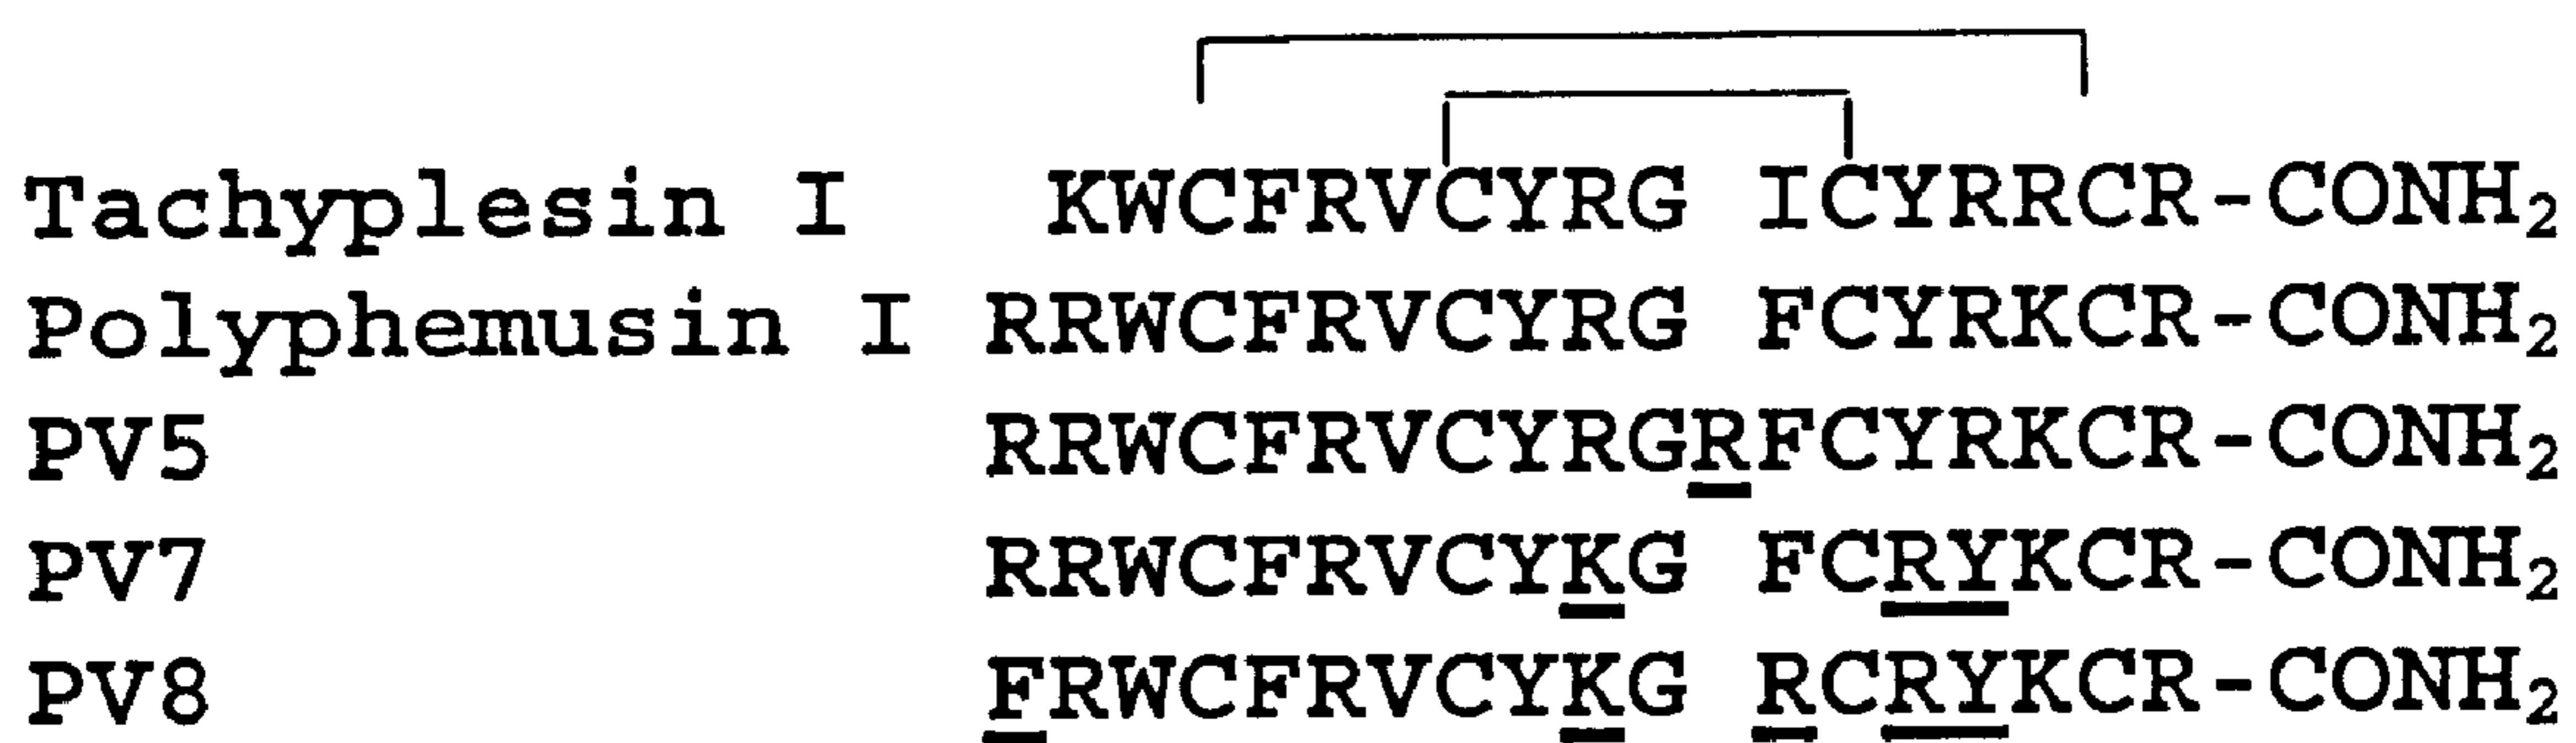 Tachyplesin I KWCFRVCYRG ICYRRCR-CONH₂
Polyphemusin I RRWCFRVCYRG FCYRKCR-CONH₂
PV5 RRWCFRVCYRGRFCYRKCR-CONH₂
PV7 RRWCFRVCYKG FCRYKCR-CONH₂
PV8 FRWCFRVCYKG RCRYKCR-CONH₂